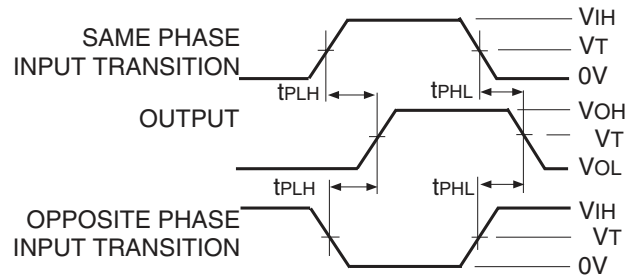 SAME PHASE
INPUT TRANSITION
VIH
VT
0V
tPLH
tPHL
OUTPUT
VOH
VT
VOL
tPLH
tPHL
OPPOSITE PHASE
INPUT TRANSITION
VIH
VT
0V